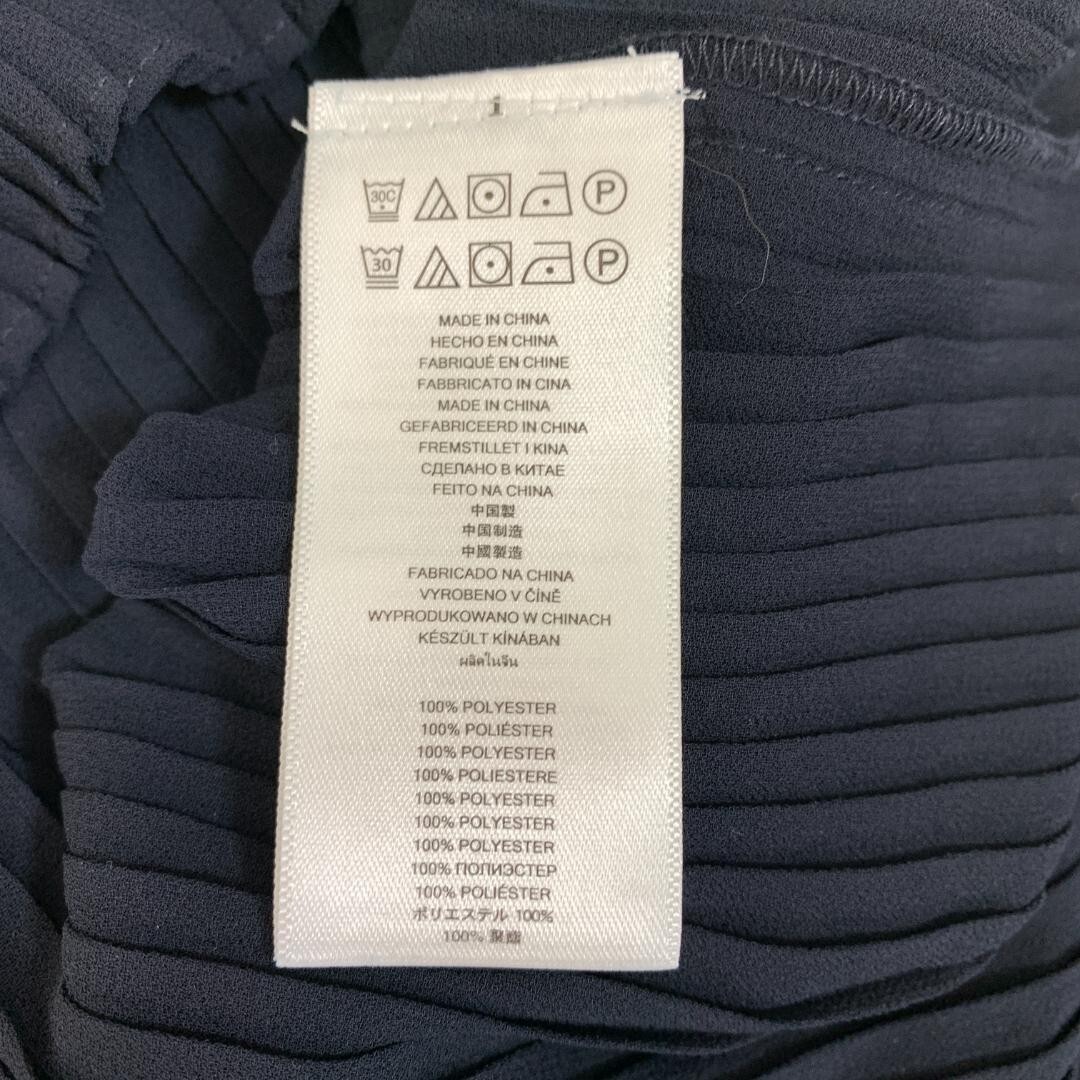 i
30C P
30 P
MADE IN CHINA
HECHO EN CHINA
FABRIQUÉ EN CHINE
FABBRICATO IN CINA
MADE IN CHINA
GEFABRICEERD IN CHINA
FREMSTILLET I KINA
СДЕЛАНО В КИТАЕ
FEITO NA CHINA
中国製
中国制造
中國製造
FABRICADO NA CHINA
VYROBENO V ČÍNĚ
WYPRODUKOWANO W CHINACH
KÉSZÜLT KÍNÁBAN
ผลิตในจีน
100% POLYESTER
100% POLIÉSTER
100% POLYESTER
100% POLIESTERE
100% POLYESTER
100% POLYESTER
100% POLYESTER
100% ПОЛИЭСТЕР
100% POLIÉSTER
ポリエステル 100%
100% 聚酯